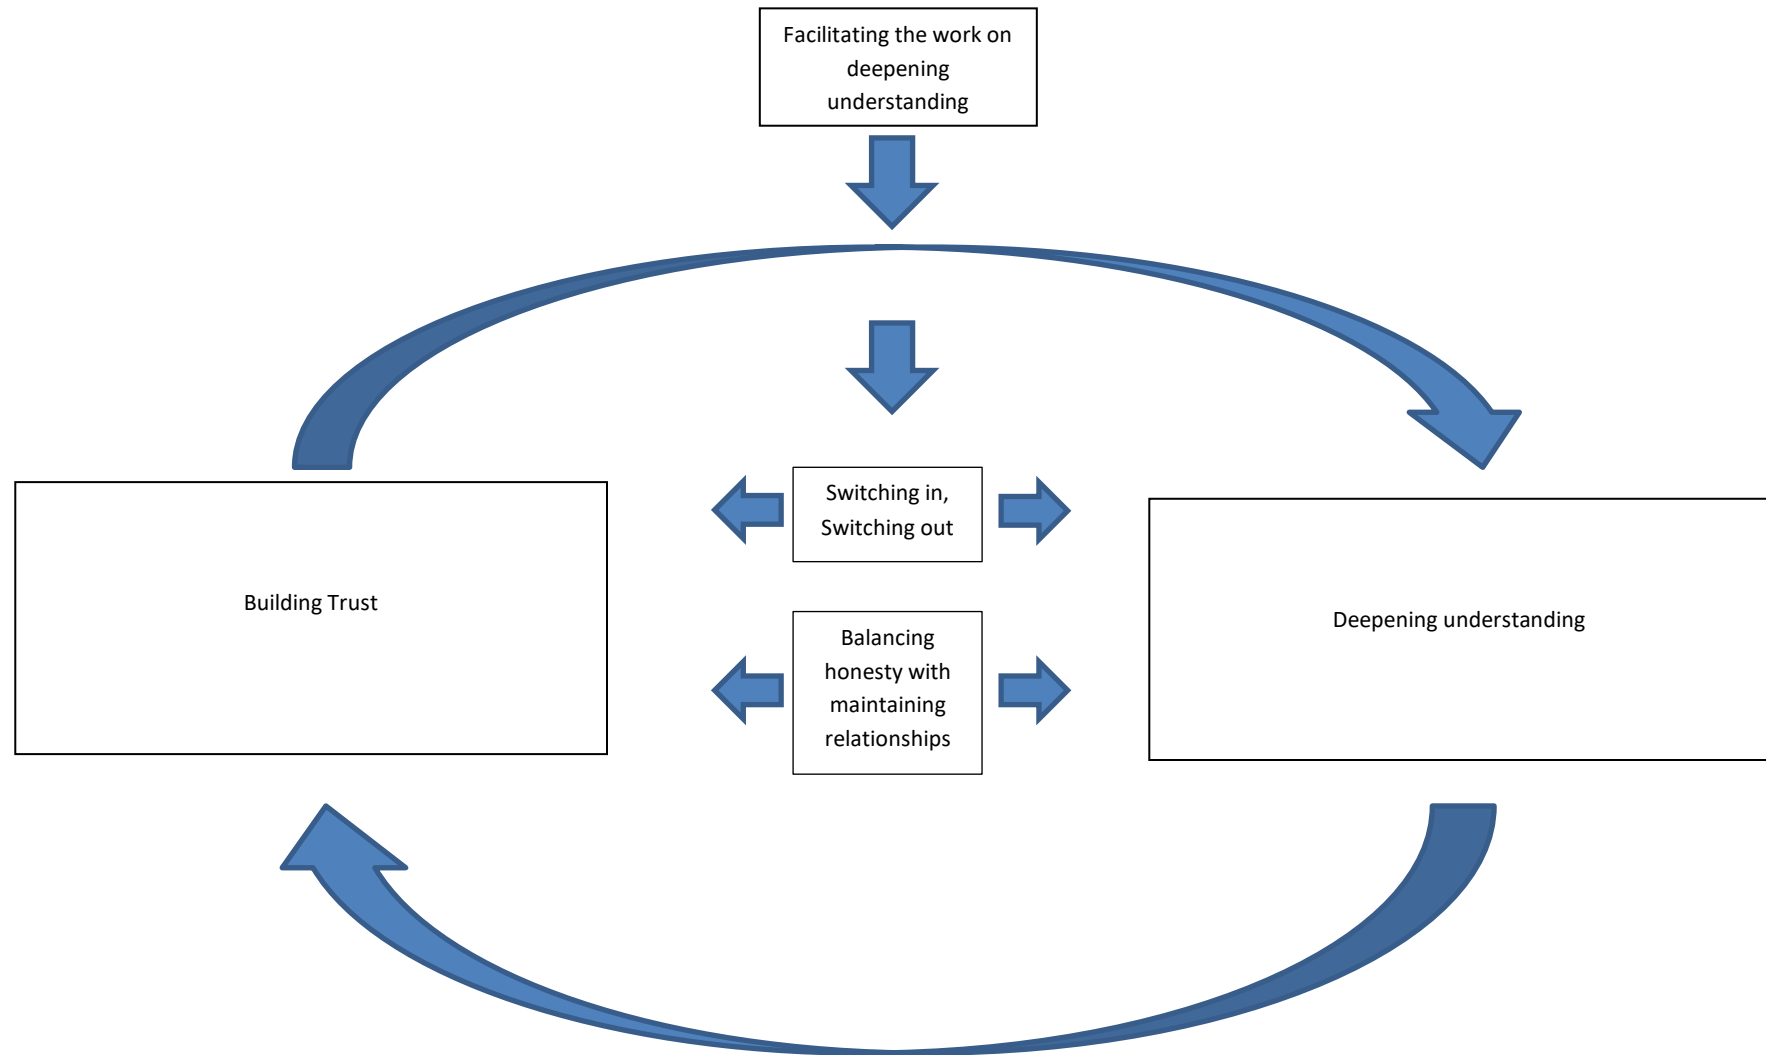 Facilitating the work on
deepening
understanding
Switching in,
Switching out
Building Trust
Deepening understanding
Balancing
honesty with
maintaining
relationships